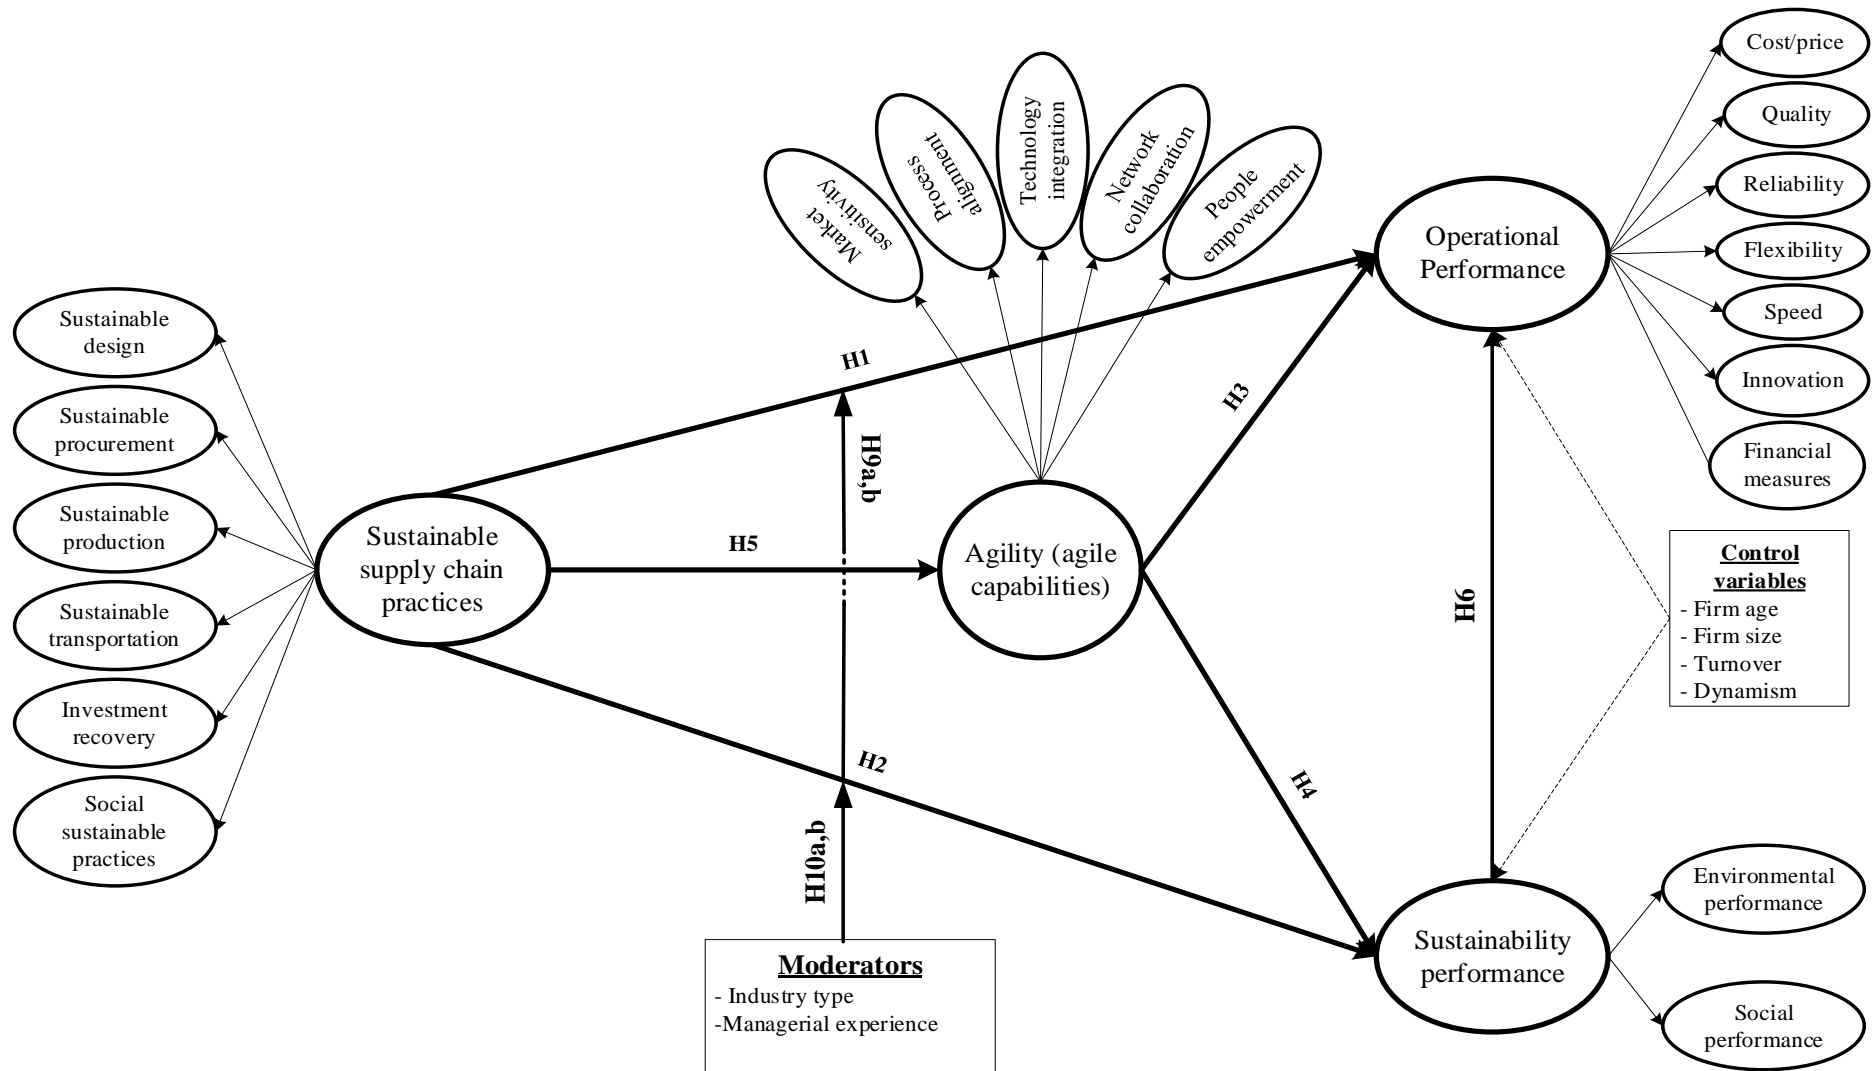 Sustainable
design
Sustainable
procurement
Sustainable
production
Sustainable
transportation
Investment
recovery
Social
sustainable
practices
Sustainable
supply chain
practices
H1
H5
H2
H9a,b
H10a,b
Moderators
- Industry type
-Managerial experience
Market
sensitivity
Process
alignment
Technology
integration
Network
collaboration
People
empowerment
Agility (agile
capabilities)
H3
H4
Operational
Performance
H6
Sustainability
performance
Cost/price
Quality
Reliability
Flexibility
Speed
Innovation
Financial
measures
Control
variables
- Firm age
- Firm size
- Turnover
- Dynamism
Environmental
performance
Social
performance